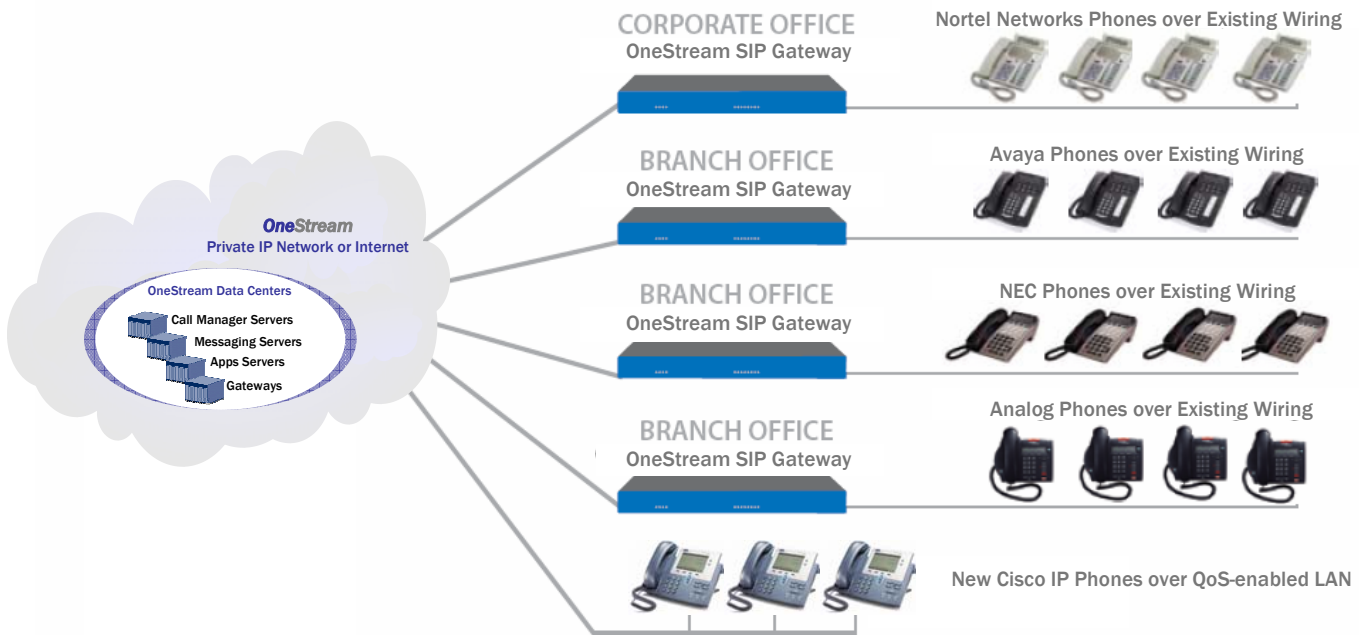 CORPORATE OFFICE
OneStream SIP Gateway
Nortel Networks Phones over Existing Wiring
BRANCH OFFICE
OneStream SIP Gateway
Avaya Phones over Existing Wiring
OneStream
Private IP Network or Internet
OneStream Data Centers
Call Manager Servers
Messaging Servers
Apps Servers
Gateways
BRANCH OFFICE
OneStream SIP Gateway
NEC Phones over Existing Wiring
BRANCH OFFICE
OneStream SIP Gateway
Analog Phones over Existing Wiring
New Cisco IP Phones over QoS-enabled LAN